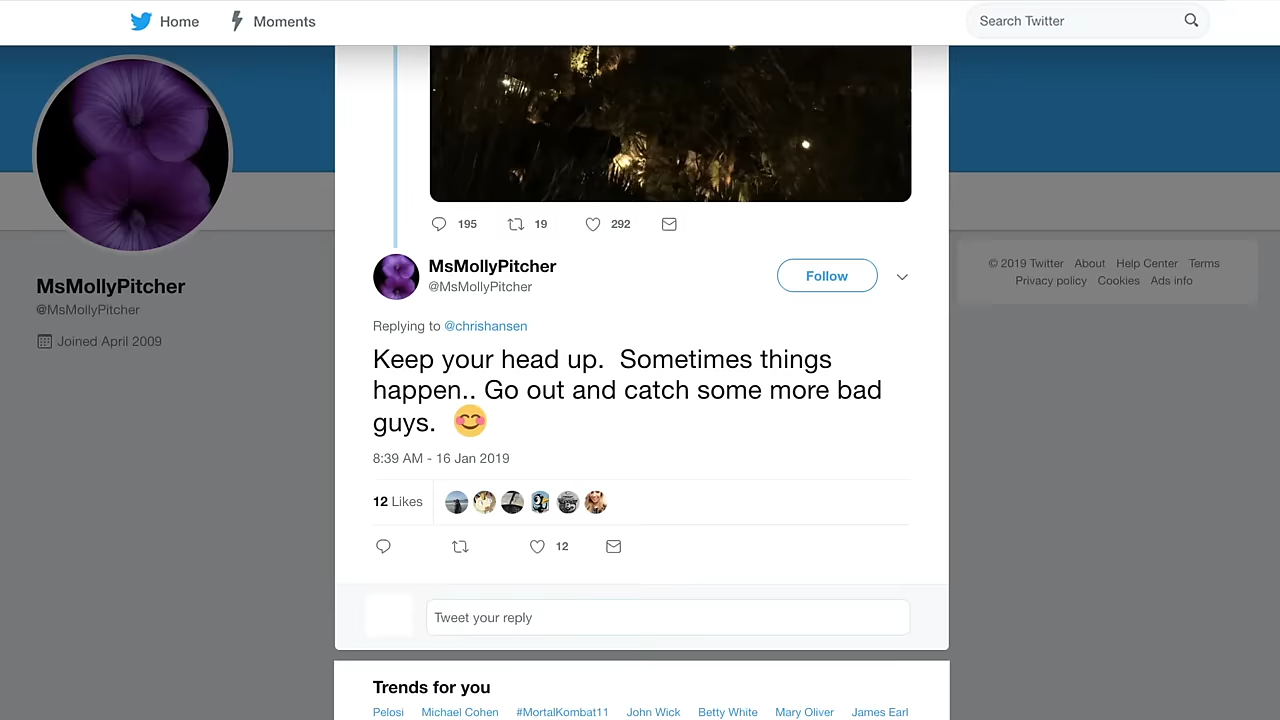 Home
Moments
Search Twitter
195
19
292
MsMollyPitcher
@MsMollyPitcher
Joined April 2009
MsMollyPitcher
@MsMollyPitcher
Follow
Replying to @chrishansen
Keep your head up.  Sometimes things
happen.. Go out and catch some more bad
guys. 😊
8:39 AM - 16 Jan 2019
12 Likes
12
Tweet your reply
© 2019 Twitter About Help Center Terms
Privacy policy Cookies Ads info
Trends for you
Pelosi Michael Cohen #MortalKombat11 John Wick Betty White Mary Oliver James Earl